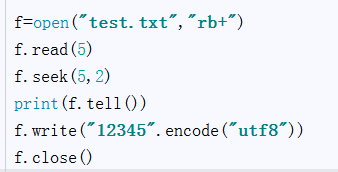 f=open("test.txt","rb+")
f.read(5)
f.seek(5,2)
print(f.tell())
f.write("12345".encode("utf8"))
f.close()